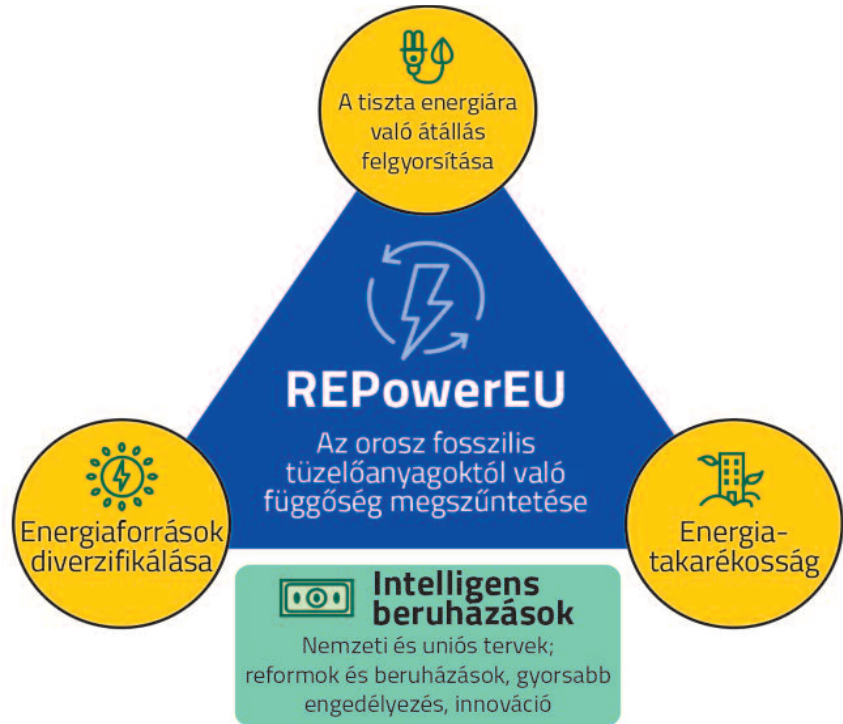 A tiszta energiára
való átállás
felgyorsítása
REPowerEU
Az orosz fosszilis
tüzelőanyagoktól való
függőség megszűntetése
Energiaforrások
diverzifikálása
Energia-
takarékosság
Intelligens
beruházások
Nemzeti és uniós tervek;
reformok és beruházások, gyorsabb
engedélyezés, innováció